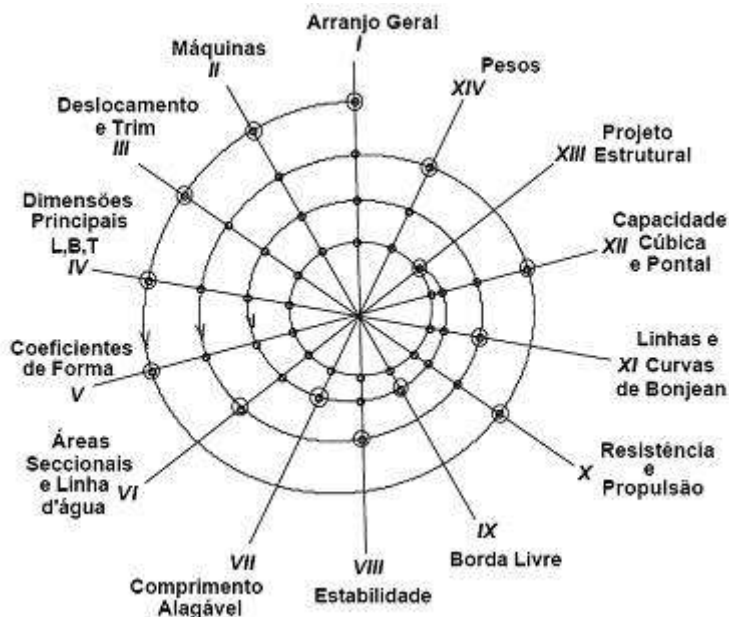 Arranjo Geral
I
Máquinas
II
Deslocamento
e Trim
III
Dimensões
Principais
L,B,T
IV
Coeficientes
de Forma
V
Áreas
Seccionais
e Linha
d'água
VI
VII
Comprimento
Alagável
VIII
Estabilidade
IX
Borda Livre
Resistência
X e
Propulsão
Linhas e
XI Curvas
de Bonjean
Capacidade
XII Cúbica
e Pontal
Projeto
XIII Estrutural
Pesos
XIV